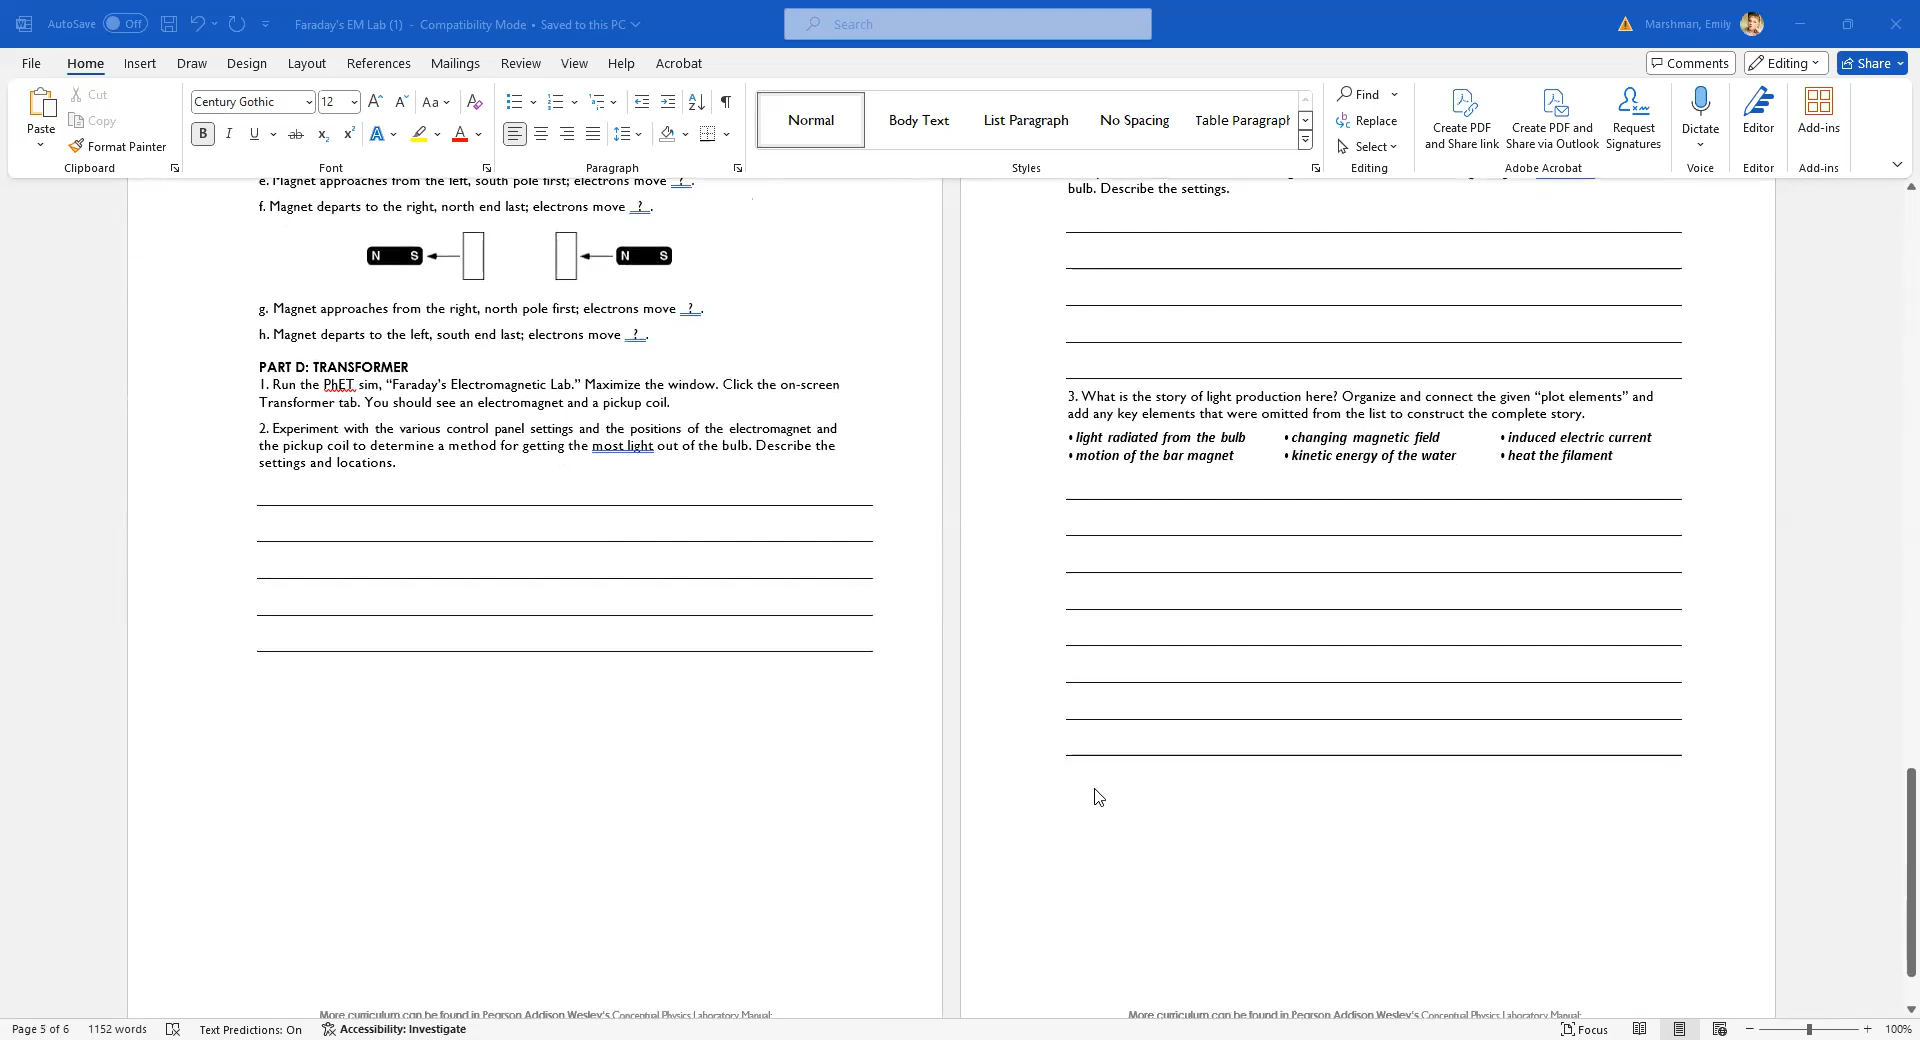 AutoSave Off Faraday's EM Lab (1) - Compatibility Mode • Saved to this PC Search Marshman, Emily
File Home Insert Draw Design Layout References Mailings Review View Help Acrobat Comments Editing Share
Paste Cut Copy Format Painter Clipboard
Century Gothic 12 Font
Paragraph
Normal Body Text List Paragraph No Spacing Table Paragraph Styles
Find Replace Select Editing
Create PDF and Share link Create PDF and Share via Outlook Request Signatures Adobe Acrobat
Dictate Voice Editor Editor Add-ins Add-ins
e. Magnet approaches from the left, south pole first; electrons move ?.
f. Magnet departs to the right, north end last; electrons move ?.
N S N S
g. Magnet approaches from the right, north pole first; electrons move ?.
h. Magnet departs to the left, south end last; electrons move ?.
PART D: TRANSFORMER
1. Run the PhET sim, “Faraday’s Electromagnetic Lab.” Maximize the window. Click the on-screen
Transformer tab. You should see an electromagnet and a pickup coil.
2. Experiment with the various control panel settings and the positions of the electromagnet and
the pickup coil to determine a method for getting the most light out of the bulb. Describe the
settings and locations.
More curriculum can be found in Pearson Addison Wesley’s Conceptual Physics Laboratory Manual:
bulb. Describe the settings.
3. What is the story of light production here? Organize and connect the given “plot elements” and
add any key elements that were omitted from the list to construct the complete story.
• light radiated from the bulb • changing magnetic field • induced electric current
• motion of the bar magnet • kinetic energy of the water • heat the filament
More curriculum can be found in Pearson Addison Wesley’s Conceptual Physics Laboratory Manual:
Page 5 of 6 1152 words Text Predictions: On Accessibility: Investigate Focus 100%